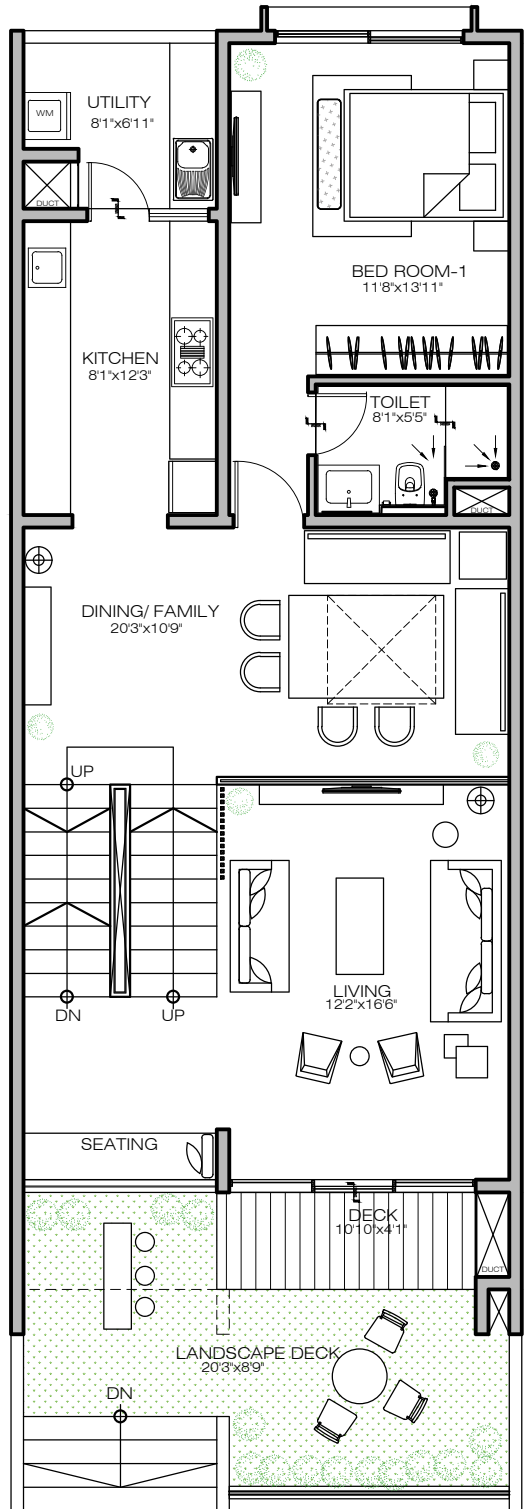 UTILITY
8'1"x6'11"
WM
DUCT
BED ROOM-1
11'8"x13'11"
KITCHEN
8'1"x12'3"
TOILET
8'1"x5'5"
DUCT
DINING/ FAMILY
20'3"x10'9"
UP
LIVING
12'2"x16'6"
DN
UP
SEATING
DECK
10'10"x4'1"
DUCT
LANDSCAPE DECK
20'3"x8'9"
DN